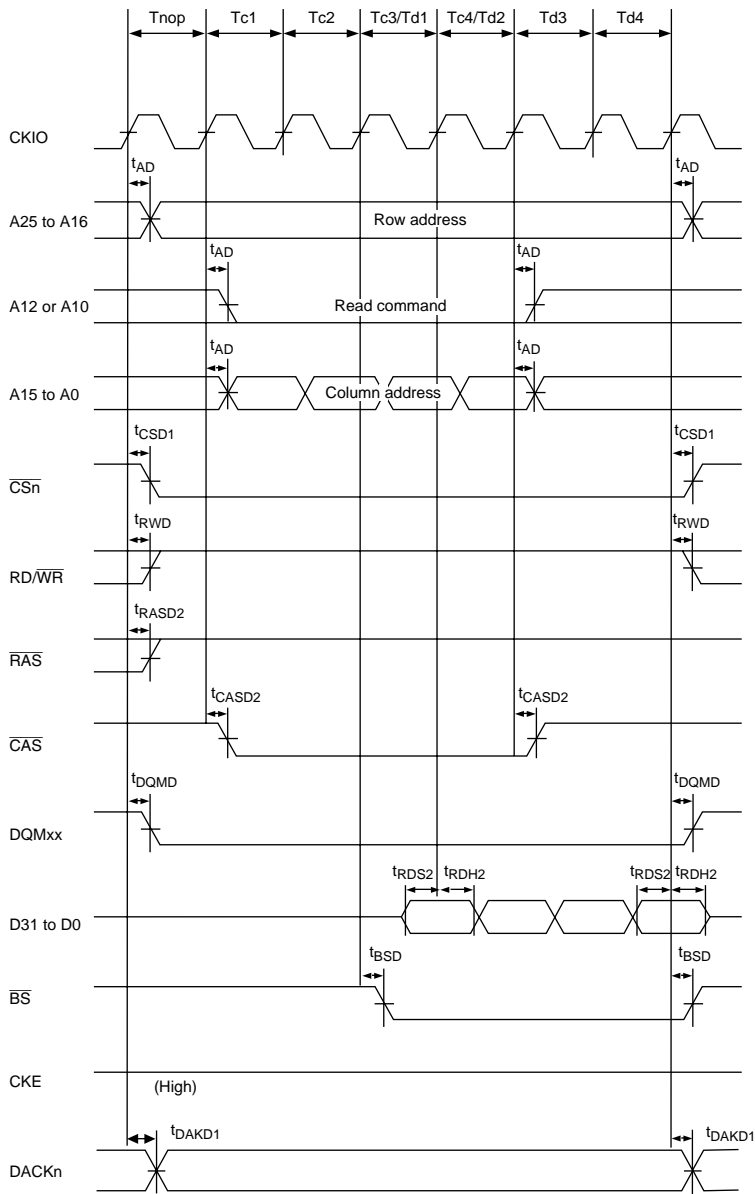 Tnop Tc1 Tc2 Tc3/Td1 Tc4/Td2 Td3 Td4
CKIO
tAD tAD
A25 to A16 Row address
tAD tAD
A12 or A10 Read command
tAD tAD
A15 to A0 Column address
tCSD1 tCSD1
CSn
tRWD tRWD
RD/WR
tRASD2
RAS
tCASD2 tCASD2
CAS
tDQMD tDQMD
DQMxx
tRDS2 tRDH2 tRDS2 tRDH2
D31 to D0
tBSD tBSD
BS
CKE (High)
tDAKD1 tDAKD1
DACKn